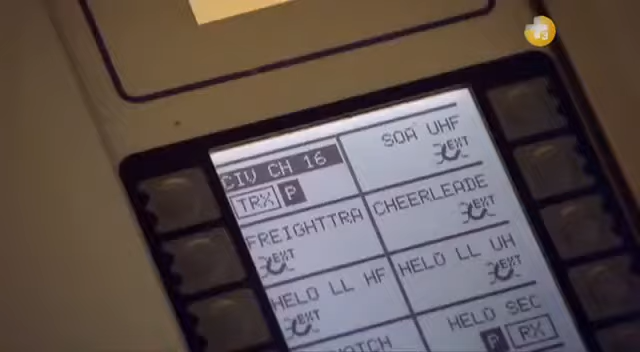 CIV CH 16
TRX P
SOA UHF
EXT
FREIGHTTRA
EXT
CHEERLEADE
EXT
HELO LL HF
EXT
HELO LL UH
EXT
HELO SEC
P RX